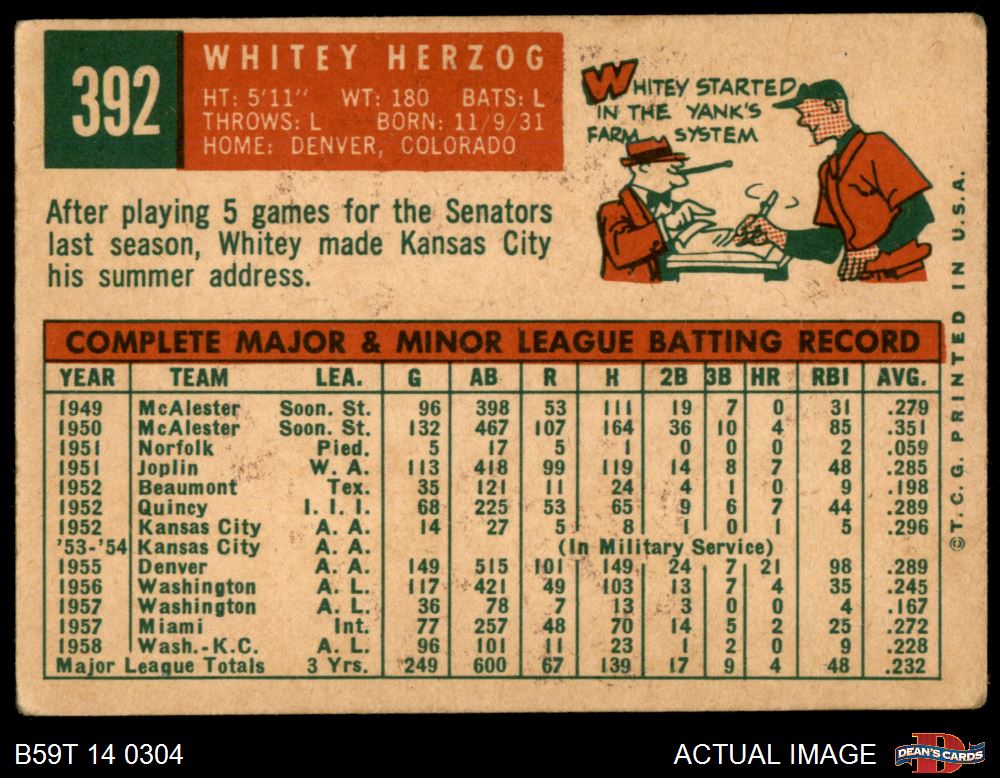 392
WHITEY HERZOG
HT: 5'11" WT: 180 BATS: L
THROWS: L BORN: 11/9/31
HOME: DENVER, COLORADO
WHITEY STARTED
IN THE YANK'S
FARM SYSTEM
After playing 5 games for the Senators
last season, Whitey made Kansas City
his summer address.
COMPLETE MAJOR & MINOR LEAGUE BATTING RECORD
YEAR TEAM LEA. G AB R H 2B 3B HR RBI AVG.
1949 McAlester Soon. St. 96 398 53 111 19 7 0 31 .279
1950 McAlester Soon. St. 132 467 107 164 36 10 4 85 .351
1951 Norfolk Pied. 5 17 5 1 0 0 0 2 .059
1951 Joplin W. A. 113 418 99 119 14 8 7 48 .285
1952 Beaumont Tex. 35 121 11 24 4 1 0 9 .198
1952 Quincy I. I. I. 68 225 53 65 9 6 7 44 .289
1952 Kansas City A. A. 14 27 5 8 1 0 1 5 .296
'53-'54 Kansas City A. A. (In Military Service)
1955 Denver A. A. 149 515 101 149 24 7 21 98 .289
1956 Washington A. L. 117 421 49 103 13 7 4 35 .245
1957 Washington A. L. 36 78 7 13 3 0 0 4 .167
1957 Miami Int. 77 257 48 70 14 5 2 25 .272
1958 Wash.-K.C. A. L. 96 101 11 23 1 2 0 9 .228
Major League Totals 3 Yrs. 249 600 67 139 17 9 4 48 .232
©T. C. G. PRINTED IN U.S.A.
B59T 14 0304
ACTUAL IMAGE
DEAN'S CARDS